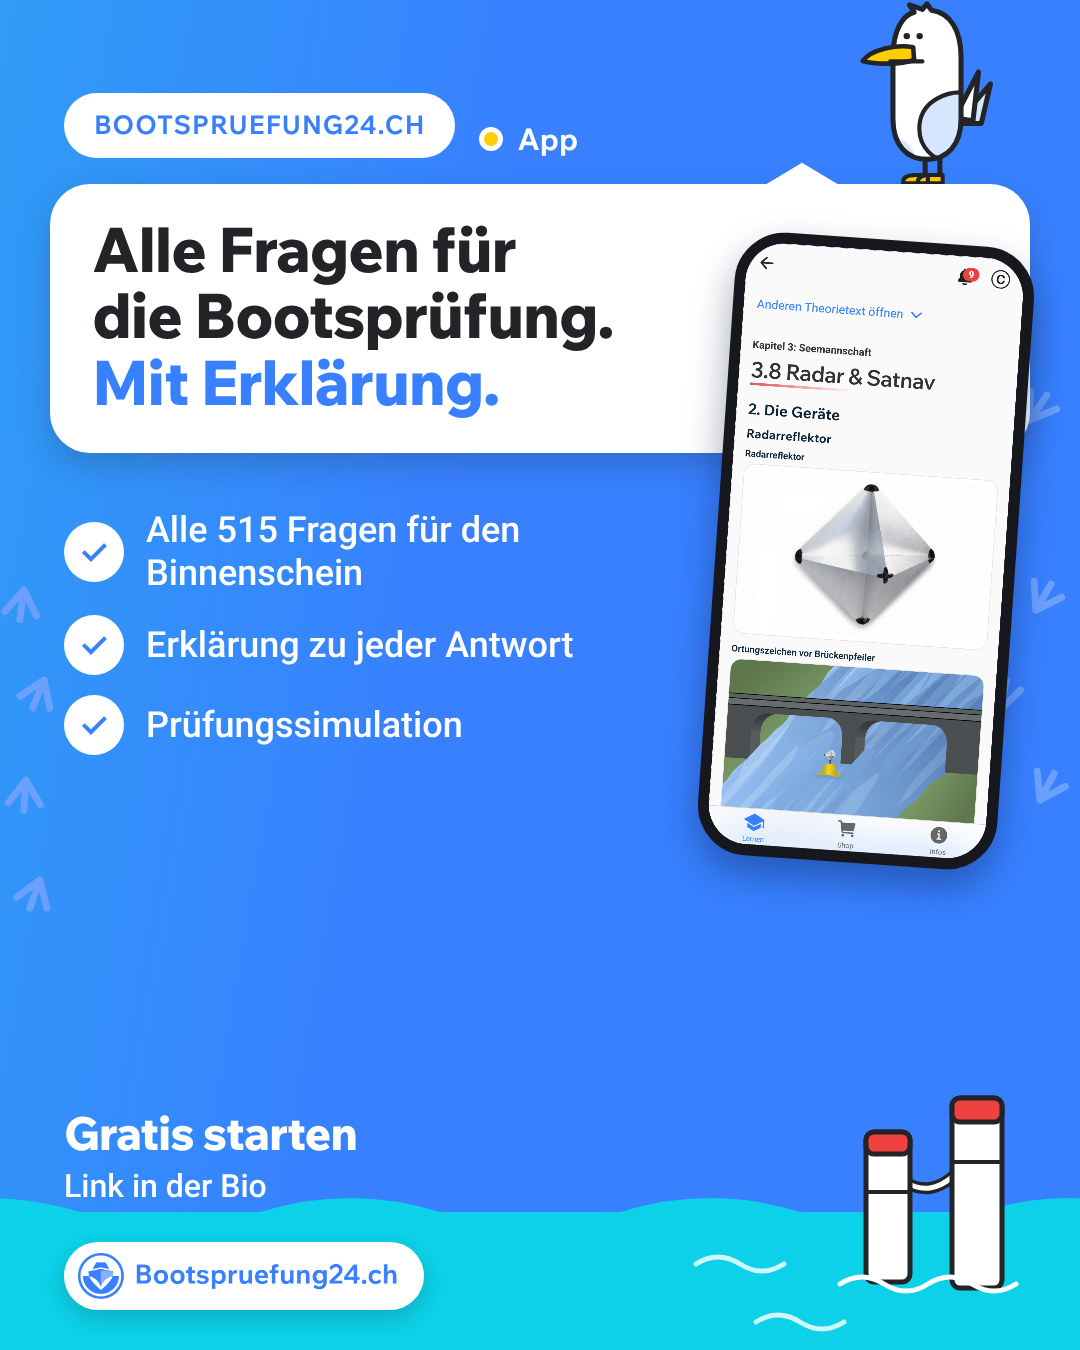 BOOTSPRUEFUNG24.CH
App
Alle Fragen für
die Bootsprüfung.
Mit Erklärung.
Alle 515 Fragen für den
Binnenschein
Erklärung zu jeder Antwort
Prüfungssimulation
9
C
Anderen Theorietext öffnen
Kapitel 3: Seemannschaft
3.8 Radar & Satnav
2. Die Geräte
Radarreflektor
Radarreflektor
Ortungszeichen vor Brückenpfeiler
Lernen
Shop
Infos
Gratis starten
Link in der Bio
Bootspruefung24.ch